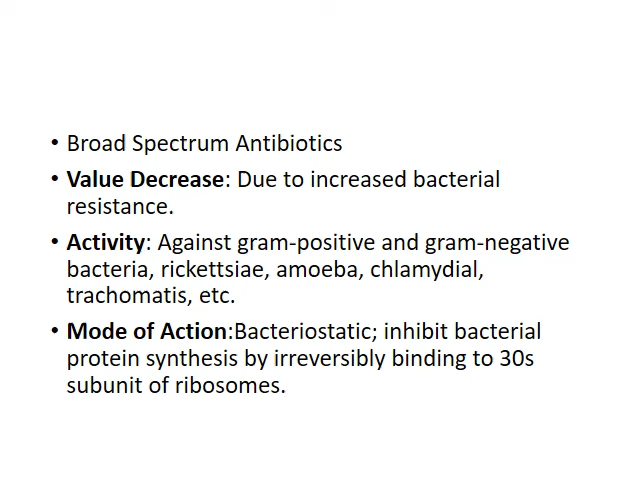 • Broad Spectrum Antibiotics
• Value Decrease: Due to increased bacterial
resistance.
• Activity: Against gram-positive and gram-negative
bacteria, rickettsiae, amoeba, chlamydial,
trachomatis, etc.
• Mode of Action:Bacteriostatic; inhibit bacterial
protein synthesis by irreversibly binding to 30s
subunit of ribosomes.